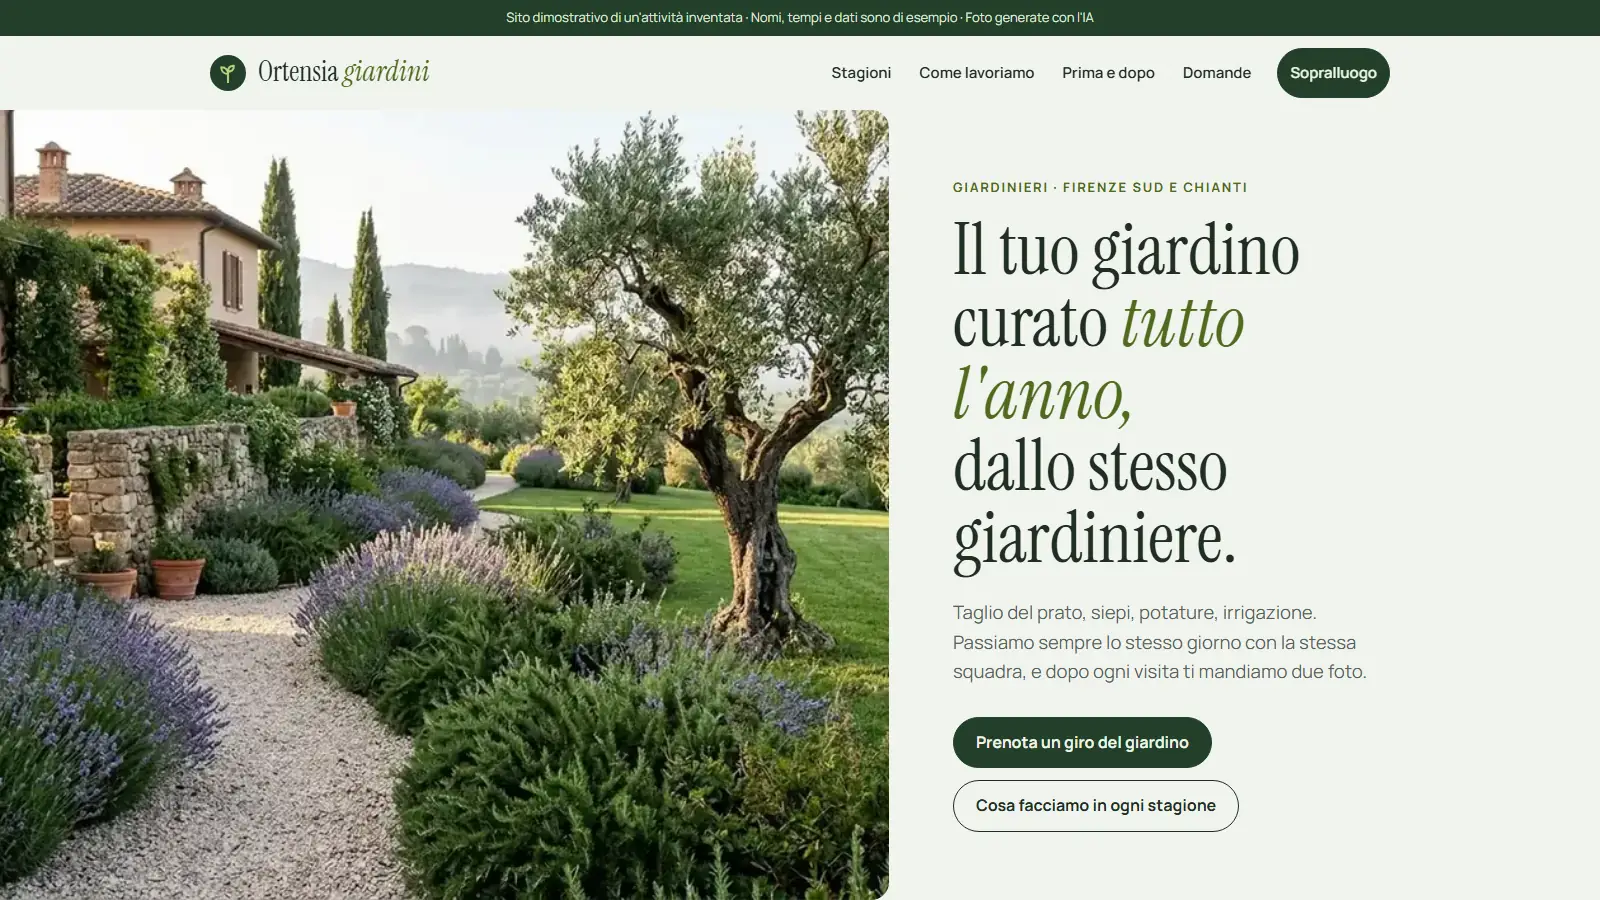 Sito dimostrativo di un'attività inventata · Nomi, tempi e dati sono di esempio · Foto generate con l'IA
Ortensia giardini
Stagioni
Come lavoriamo
Prima e dopo
Domande
Sopralluogo
GIARDINIERI · FIRENZE SUD E CHIANTI
Il tuo giardino
curato tutto
l'anno,
dallo stesso
giardiniere.
Taglio del prato, siepi, potature, irrigazione.
Passiamo sempre lo stesso giorno con la stessa
squadra, e dopo ogni visita ti mandiamo due foto.
Prenota un giro del giardino
Cosa facciamo in ogni stagione